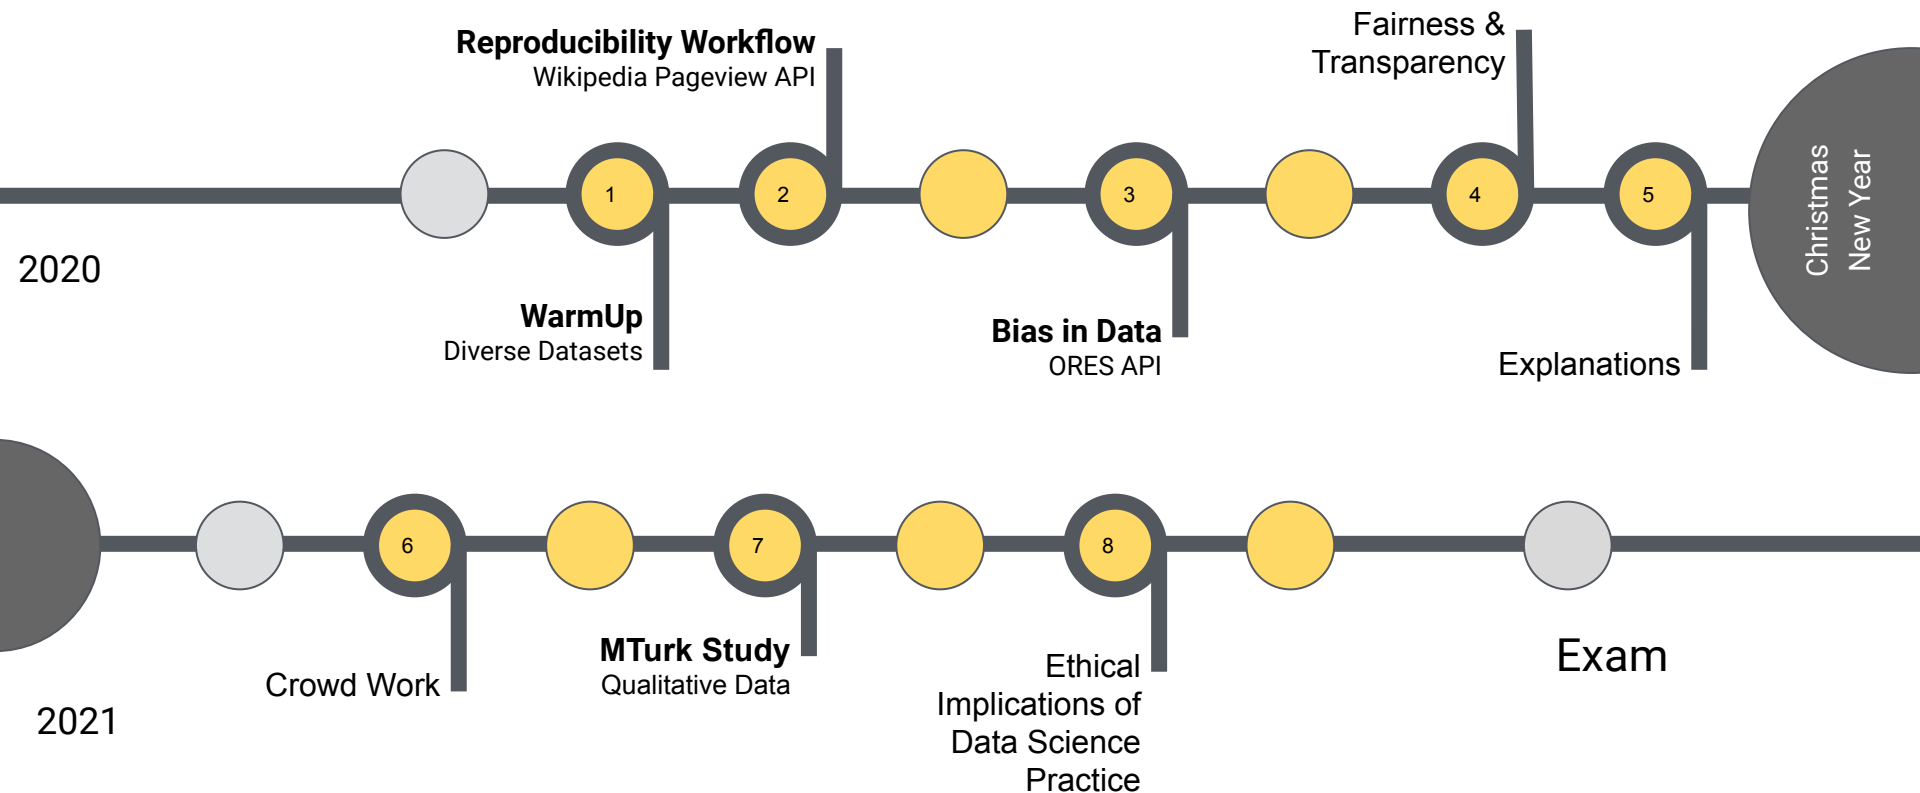 Reproducibility Workflow
Wikipedia Pageview API
Fairness &
Transparency
1
2
3
4
5
Christmas
New Year
2020
WarmUp
Diverse Datasets
Bias in Data
ORES API
Explanations
6
7
8
Crowd Work
MTurk Study
Qualitative Data
Ethical
Implications of
Data Science
Practice
Exam
2021